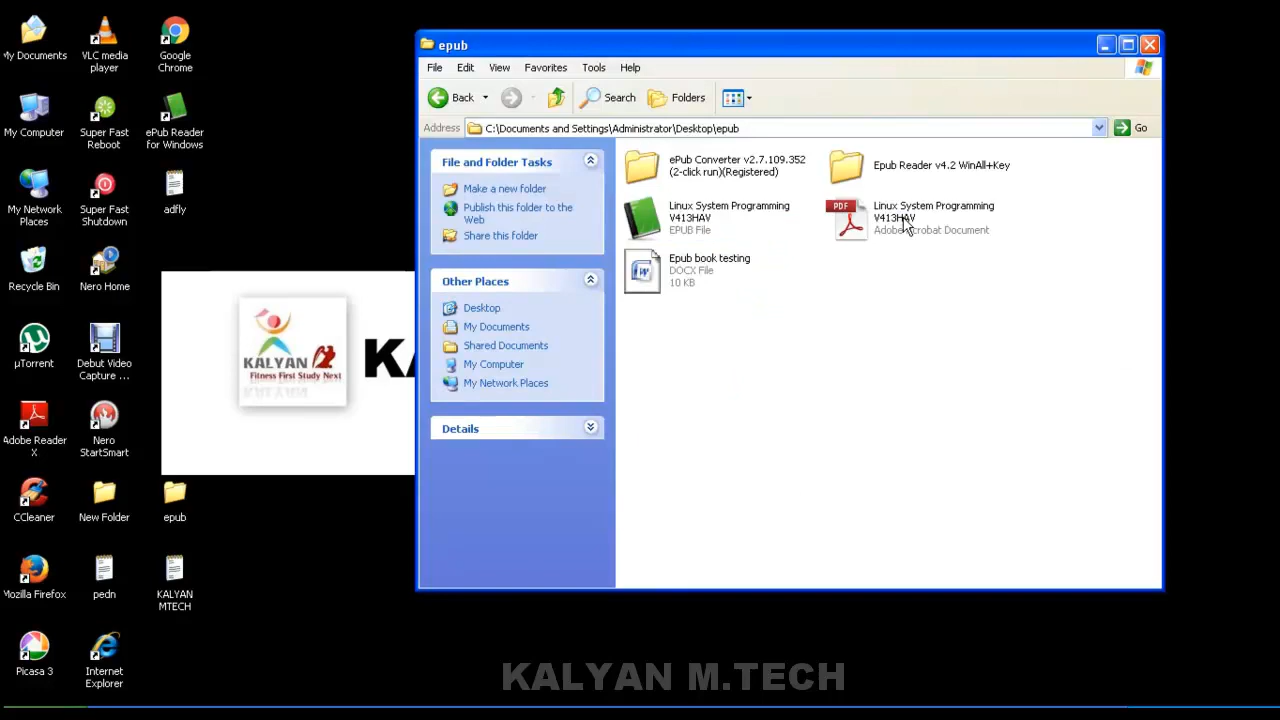 My Documents
VLC media
player
Google
Chrome
My Computer
Super Fast
Reboot
ePub Reader
for Windows
My Network
Places
Super Fast
Shutdown
adfly
Recycle Bin
Nero Home
µTorrent
Debut Video
Capture ...
Adobe Reader
X
Nero
StartSmart
CCleaner
New Folder
epub
Mozilla Firefox
pedn
KALYAN
MTECH
Picasa 3
Internet
Explorer
KALYAN
Fitness First Study Next
epub
File Edit View Favorites Tools Help
Back Search Folders
Address C:\Documents and Settings\Administrator\Desktop\epub Go
File and Folder Tasks
Make a new folder
Publish this folder to the
Web
Share this folder
Other Places
Desktop
My Documents
Shared Documents
My Computer
My Network Places
Details
ePub Converter v2.7.109.352
(2-click run)(Registered)
Epub Reader v4.2 WinAll+Key
Linux System Programming
V413HAV
EPUB File
PDF
Linux System Programming
V413HAV
Adobe Acrobat Document
W
Epub book testing
DOCX File
10 KB
KALYAN M.TECH